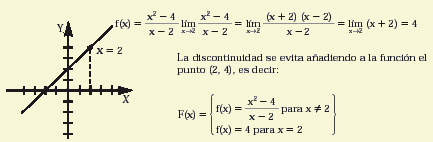 f(x) = x² − 4 / x − 2 lím x→2 x² − 4 / x − 2 = lím x→2 (x + 2) (x − 2) / x − 2 = lím x→2 (x + 2) = 4
Y
x = 2
X
La discontinuidad se evita añadiendo a la función el
punto (2, 4), es decir:
F(x) = { f(x) = x² − 4 / x − 2 para x ≠ 2
f(x) = 4 para x = 2 }